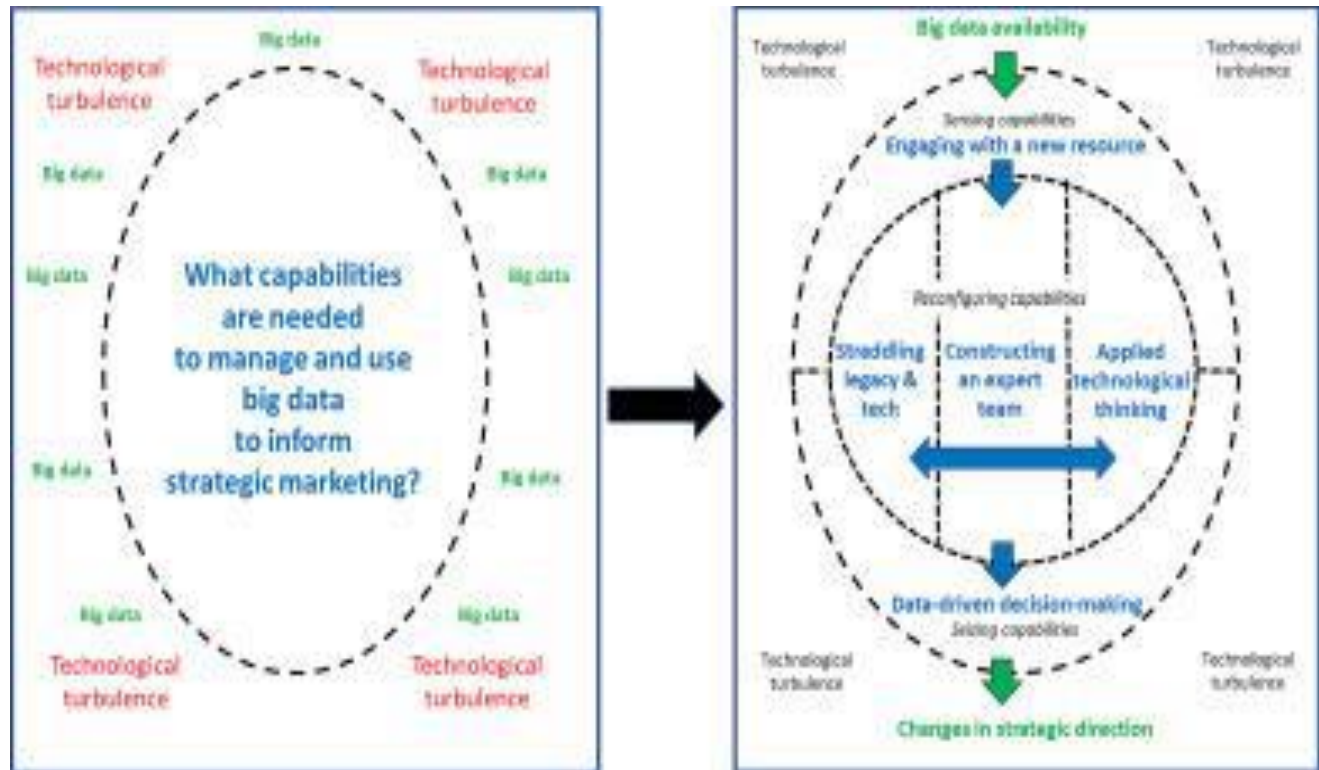 Big data
Technological
turbulence
Technological
turbulence
Big data
Big data
Big data
Big data
What capabilities
are needed
to manage and use
big data
to inform
strategic marketing?
Big data
Big data
Big data
Big data
Technological
turbulence
Technological
turbulence
Big data availability
Technological
turbulence
Technological
turbulence
Sensing capabilities
Engaging with a new resource
Reconfiguring capabilities
Straddling
legacy &
tech
Constructing
an expert
team
Applied
technological
thinking
Data-driven decision-making
Seizing capabilities
Technological
turbulence
Technological
turbulence
Changes in strategic direction